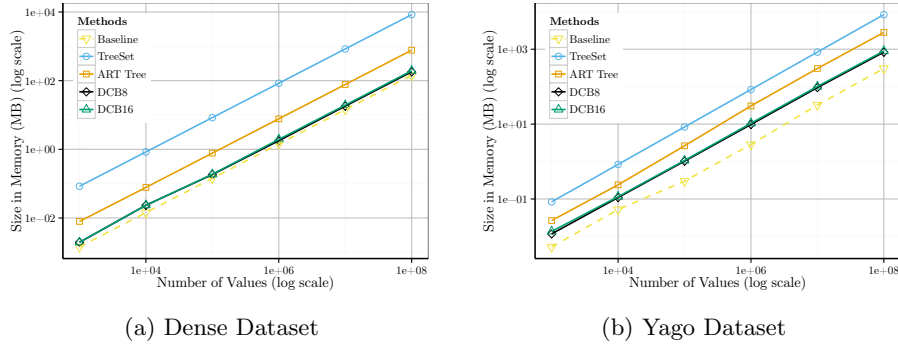 Methods
Baseline
TreeSet
ART Tree
DCB8
DCB16
Size in Memory (MB) (log scale)
1e+04
1e+02
1e+00
1e−02
1e+04
1e+06
1e+08
Number of Values (log scale)
(a) Dense Dataset
Methods
Baseline
TreeSet
ART Tree
DCB8
DCB16
Size in Memory (MB) (log scale)
1e+03
1e+01
1e−01
1e+04
1e+06
1e+08
Number of Values (log scale)
(b) Yago Dataset